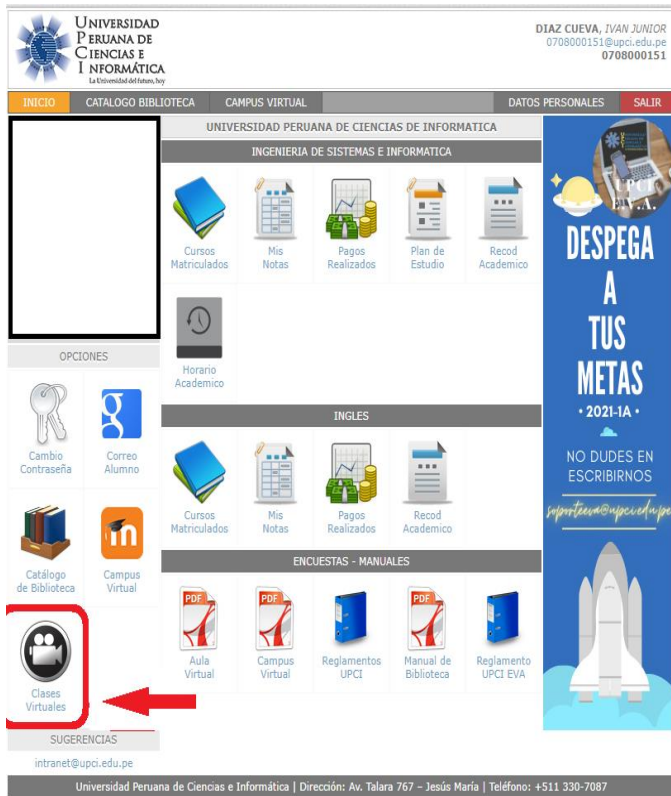 UNIVERSIDAD
PERUANA DE
CIENCIAS E
INFORMÁTICA
La Universidad del futuro, hoy
DIAZ CUEVA, IVAN JUNIOR
0708000151@upci.edu.pe
0708000151
INICIO CATALOGO BIBLIOTECA CAMPUS VIRTUAL DATOS PERSONALES SALIR
UNIVERSIDAD PERUANA DE CIENCIAS DE INFORMATICA
INGENIERIA DE SISTEMAS E INFORMATICA
Cursos
Matriculados
Mis
Notas
Pagos
Realizados
Plan de
Estudio
Recod
Academico
Horario
Academico
OPCIONES
Cambio
Contraseña
Correo
Alumno
Catálogo
de Biblioteca
Campus
Virtual
Clases
Virtuales
INGLES
Cursos
Matriculados
Mis
Notas
Pagos
Realizados
Recod
Academico
ENCUESTAS - MANUALES
PDF
Aula
Virtual
PDF
Campus
Virtual
Reglamentos
UPCI
PDF
Manual de
Biblioteca
Reglamento
UPCI EVA
UPCI
E.V.A.
DESPEGA
A
TUS
METAS
• 2021-1A •
NO DUDES EN
ESCRIBIRNOS
soporteeva@upci.edu.pe
SUGERENCIAS
intranet@upci.edu.pe
Universidad Peruana de Ciencias e Informática | Dirección: Av. Talara 767 – Jesús María | Teléfono: +511 330-7087